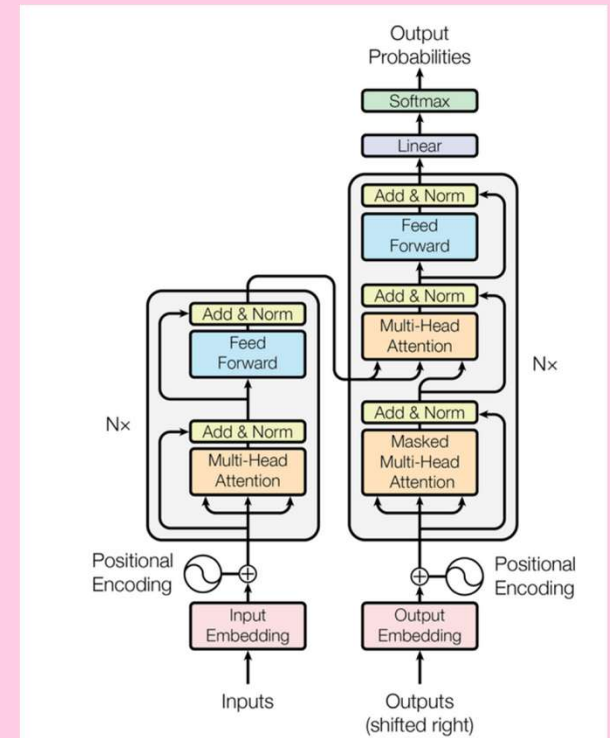 Output
Probabilities
Softmax
Linear
Add & Norm
Feed
Forward
Add & Norm
Multi-Head
Attention
Add & Norm
Masked
Multi-Head
Attention
Nx
Add & Norm
Feed
Forward
Add & Norm
Multi-Head
Attention
Nx
Positional
Encoding
Positional
Encoding
Input
Embedding
Output
Embedding
Inputs
Outputs
(shifted right)